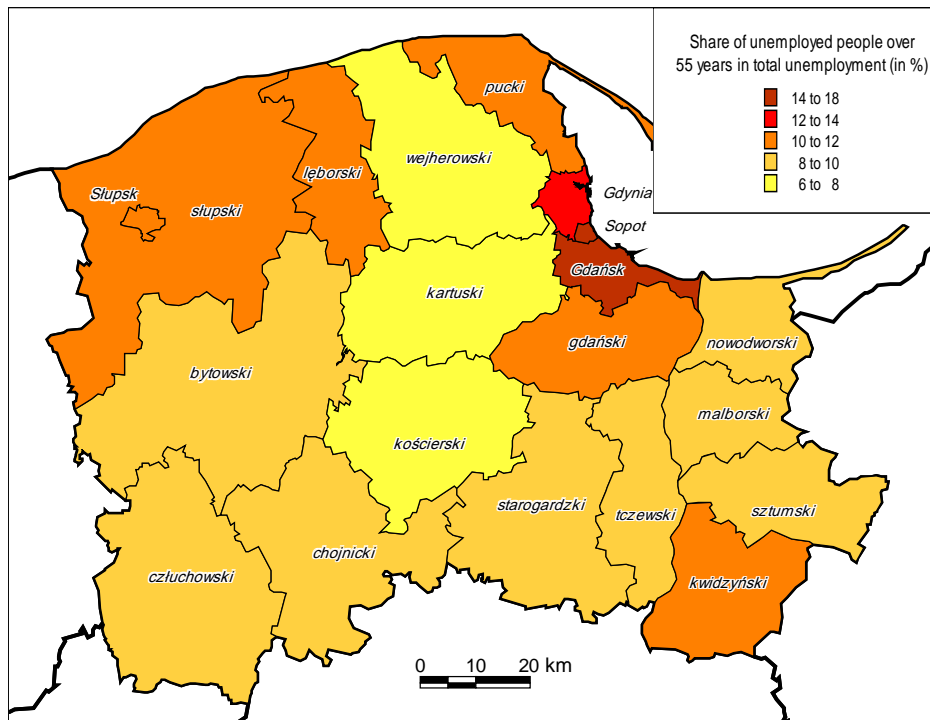 Share of unemployed people over
55 years in total unemployment (in %)
14 to 18
12 to 14
10 to 12
8 to 10
6 to 8
pucki
wejherowski
lęborski
Słupsk
słupski
Gdynia
Sopot
Gdańsk
kartuski
gdański
nowodworski
bytowski
malborski
kościerski
starogardzki
tczewski
sztumski
chojnicki
człuchowski
kwidzyński
0 10 20 km